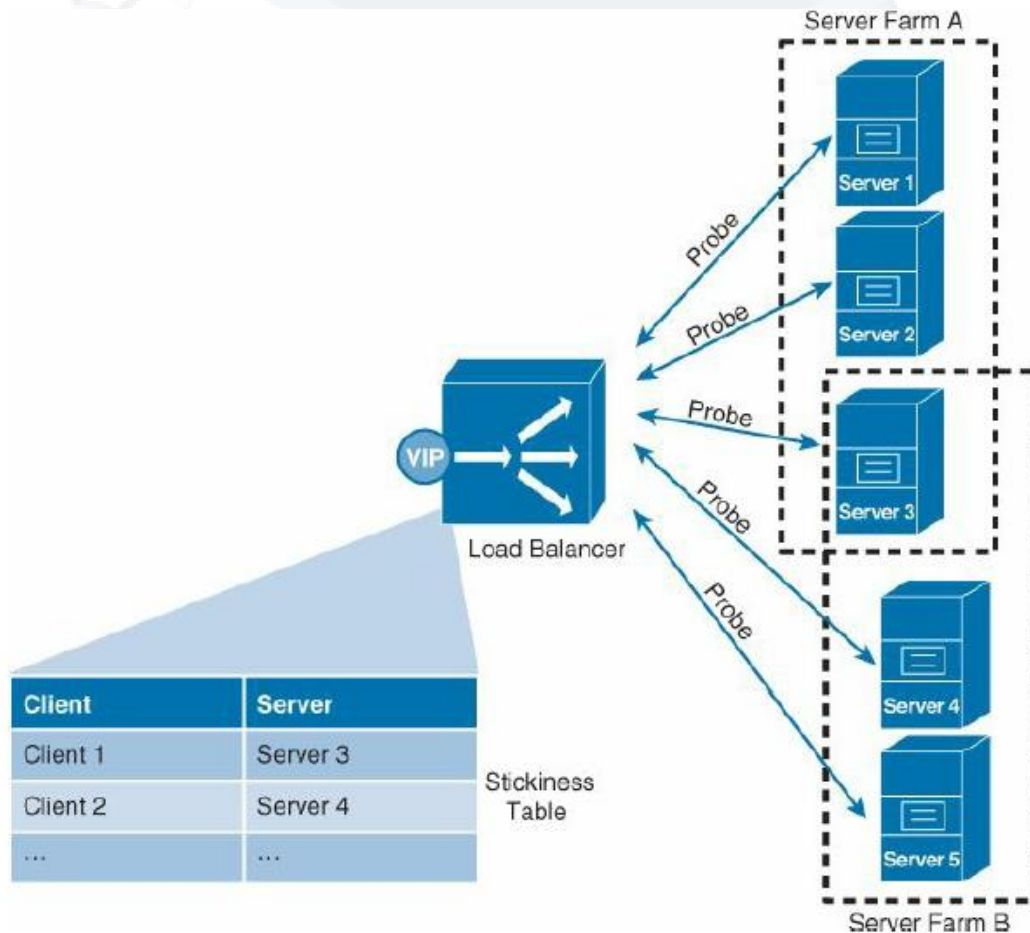 Server Farm A
Server 1
Probe
Server 2
Probe
Probe
Server 3
VIP
Load Balancer
Probe
Probe
Server 4
Server 5
Server Farm B
Client Server
Client 1 Server 3
Client 2 Server 4
... ...
Stickiness
Table